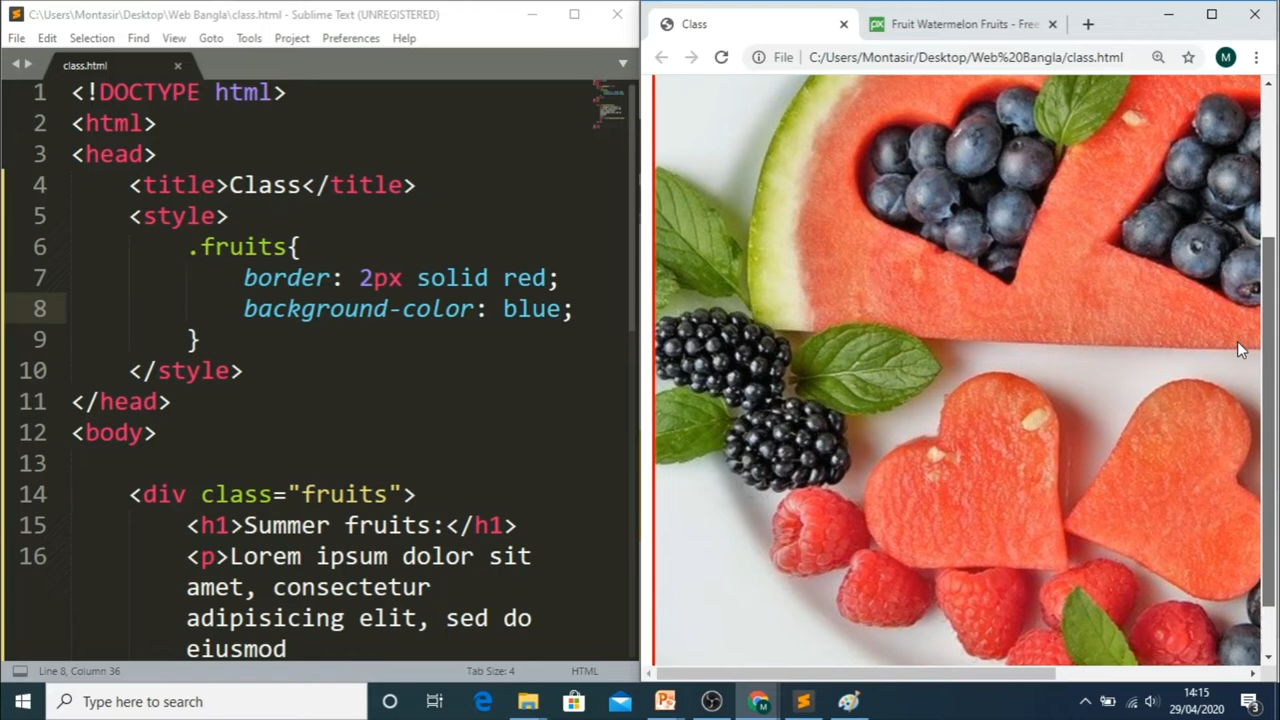 C:\Users\Montasir\Desktop\Web Bangla\class.html - Sublime Text (UNREGISTERED)
File Edit Selection Find View Goto Tools Project Preferences Help
class.html
1 <!DOCTYPE html>
2 <html>
3 <head>
4 <title>Class</title>
5 <style>
6 .fruits{
7 border: 2px solid red;
8 background-color: blue;
9 }
10 </style>
11 </head>
12 <body>
13
14 <div class="fruits">
15 <h1>Summer fruits:</h1>
16 <p>Lorem ipsum dolor sit
amet, consectetur
adipisicing elit, sed do
eiusmod
Line 8, Column 36 Tab Size: 4 HTML
Class Fruit Watermelon Fruits - Free
File C:/Users/Montasir/Desktop/Web%20Bangla/class.html M
Type here to search
14:15
29/04/2020 3